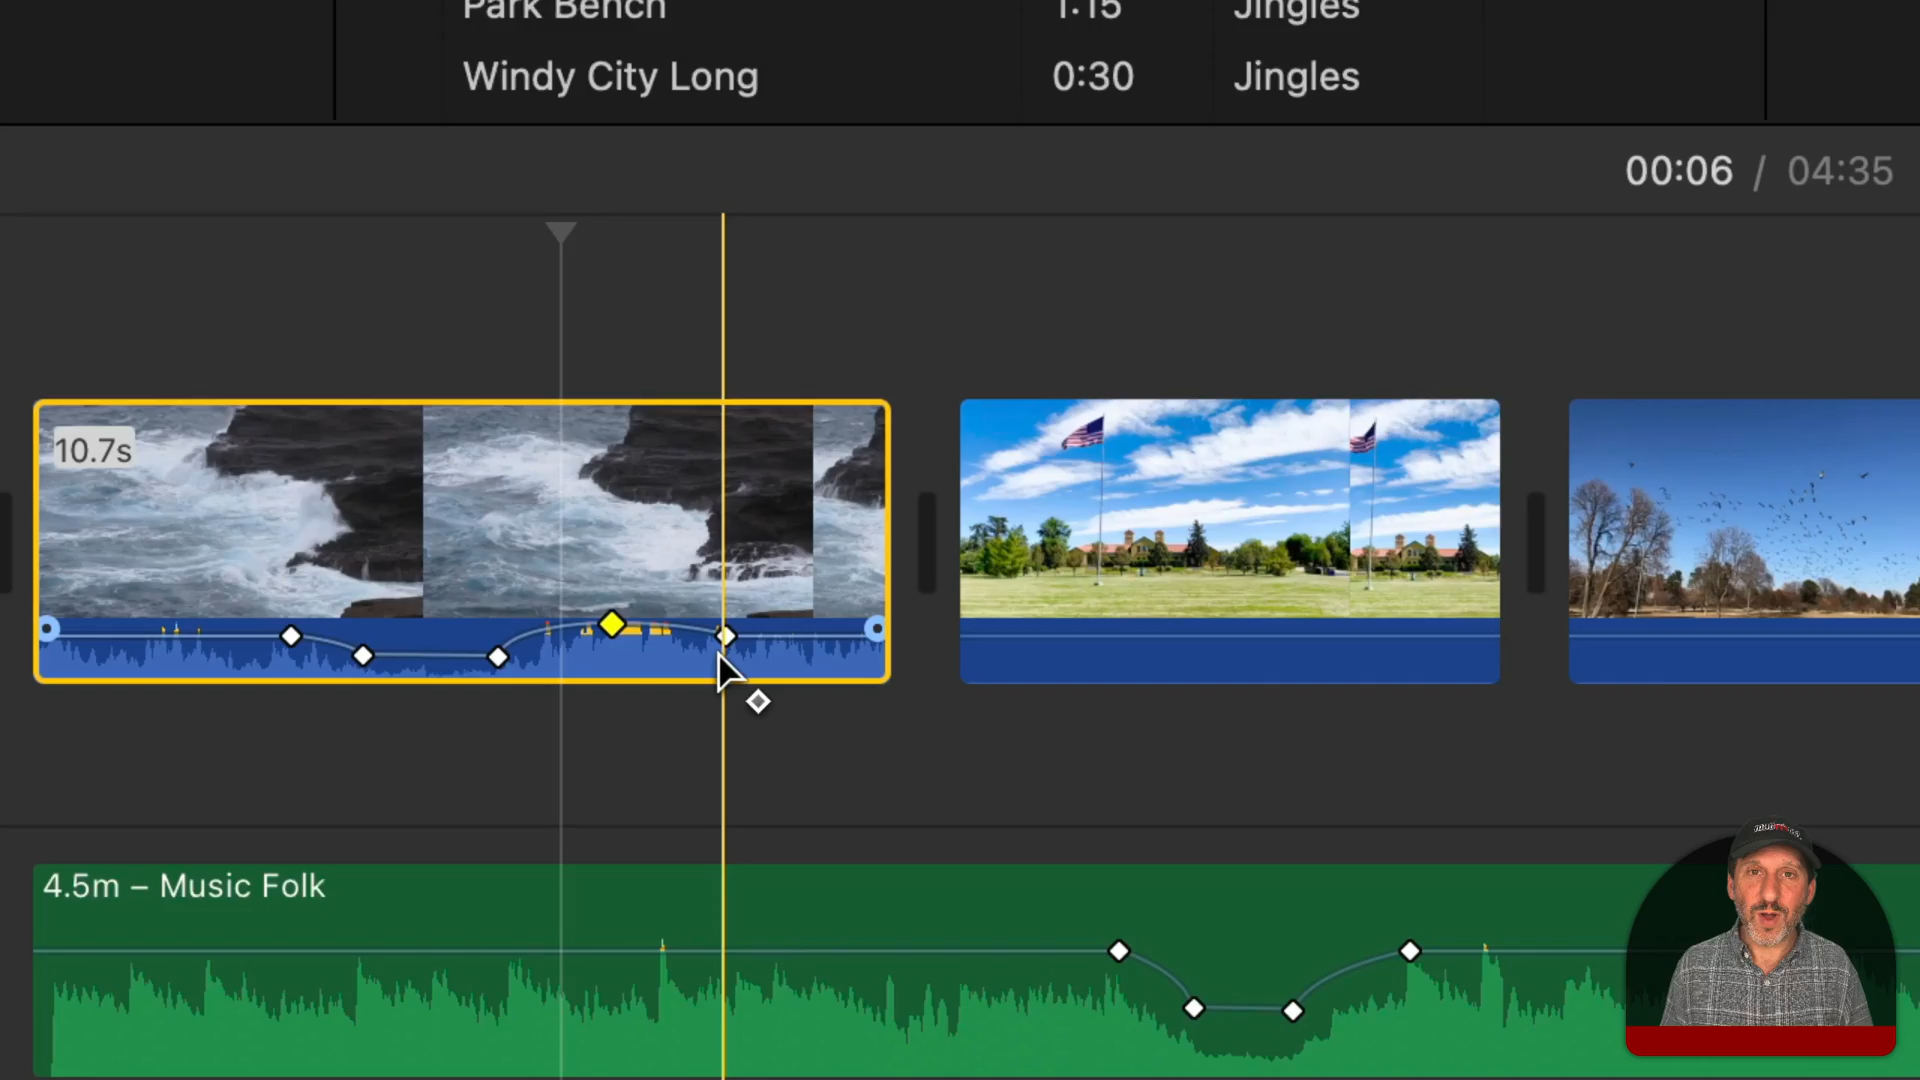 Park Bench 1:15 Jingles
Windy City Long 0:30 Jingles
00:06 / 04:35
10.7s
4.5m – Music Folk